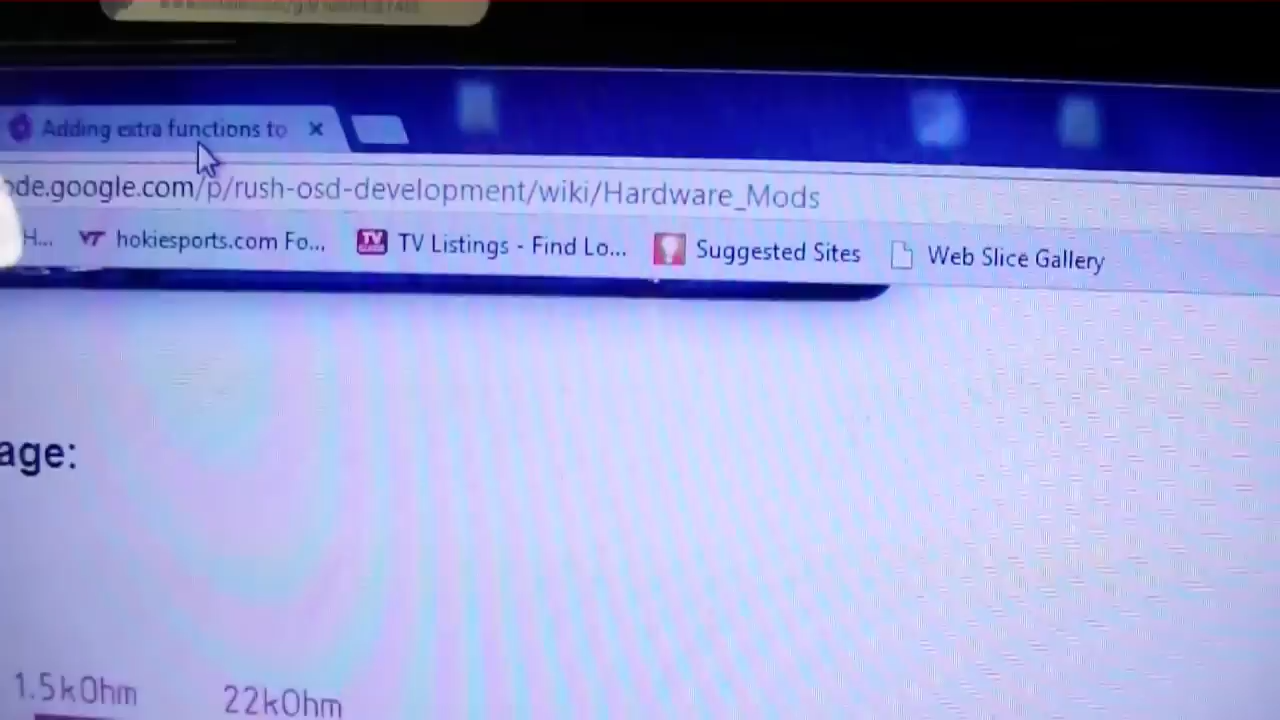 Adding extra functions to
ode.google.com/p/rush-osd-development/wiki/Hardware_Mods
H... VT hokiesports.com Fo... TV Listings - Find Lo... Suggested Sites Web Slice Gallery
age:
1.5kOhm 22kOhm